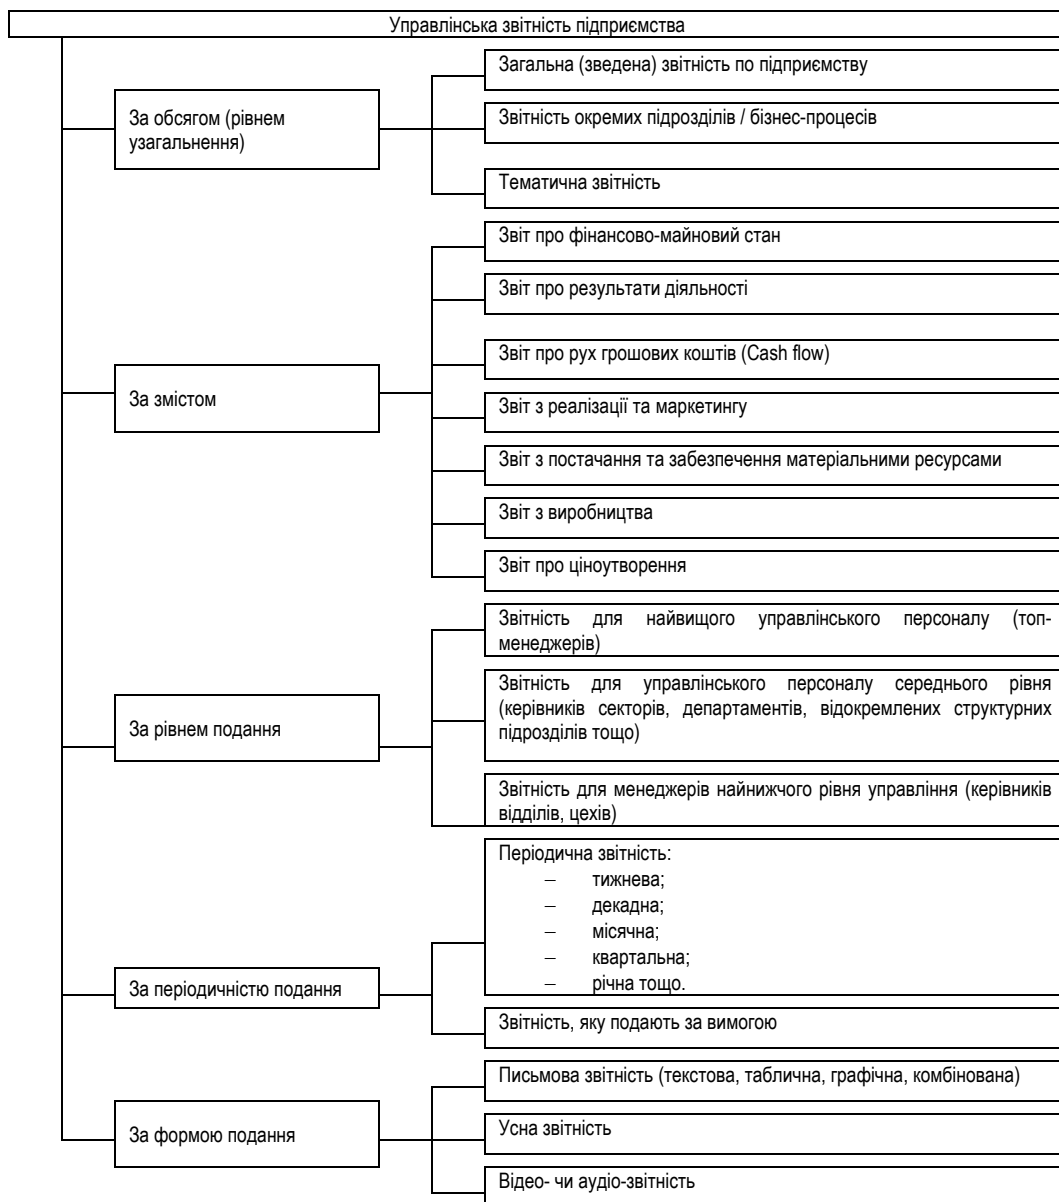 Управлінська звітність підприємства
За обсягом (рівнем
узагальнення)
Загальна (зведена) звітність по підприємству
Звітність окремих підрозділів / бізнес-процесів
Тематична звітність
За змістом
Звіт про фінансово-майновий стан
Звіт про результати діяльності
Звіт про рух грошових коштів (Cash flow)
Звіт з реалізації та маркетингу
Звіт з постачання та забезпечення матеріальними ресурсами
Звіт з виробництва
Звіт про ціноутворення
За рівнем подання
Звітність для найвищого управлінського персоналу (топ-
менеджерів)
Звітність для управлінського персоналу середнього рівня
(керівників секторів, департаментів, відокремлених структурних
підрозділів тощо)
Звітність для менеджерів найнижчого рівня управління (керівників
відділів, цехів)
За періодичністю подання
Періодична звітність:
– тижнева;
– декадна;
– місячна;
– квартальна;
– річна тощо.
Звітність, яку подають за вимогою
За формою подання
Письмова звітність (текстова, таблична, графічна, комбінована)
Усна звітність
Відео- чи аудіо-звітність